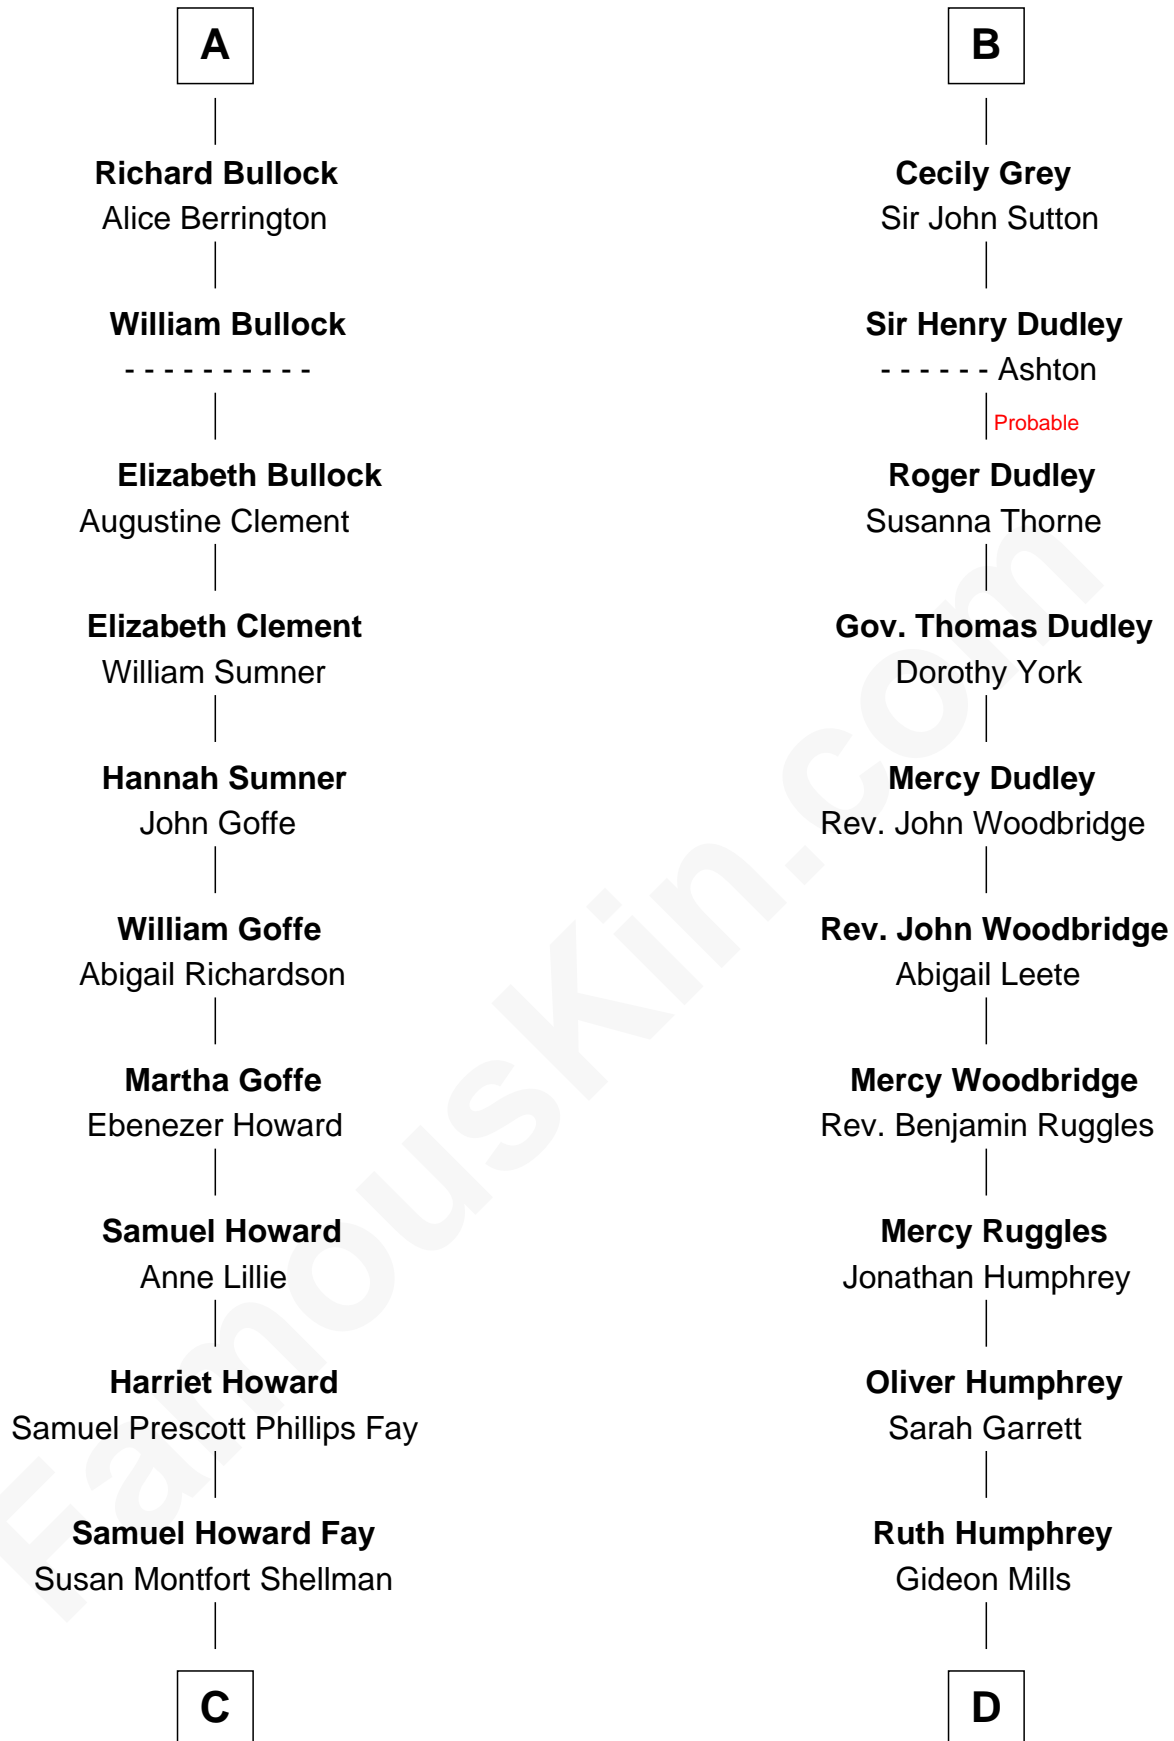 A
Richard Bullock
Alice Berrington
William Bullock
- - - - - - - - - -
Elizabeth Bullock
Augustine Clement
Elizabeth Clement
William Sumner
Hannah Sumner
John Goffe
William Goffe
Abigail Richardson
Martha Goffe
Ebenezer Howard
Samuel Howard
Anne Lillie
Harriet Howard
Samuel Prescott Phillips Fay
Samuel Howard Fay
Susan Montfort Shellman
C
B
Cecily Grey
Sir John Sutton
Sir Henry Dudley
- - - - - - Ashton
Probable
Roger Dudley
Susanna Thorne
Gov. Thomas Dudley
Dorothy York
Mercy Dudley
Rev. John Woodbridge
Rev. John Woodbridge
Abigail Leete
Mercy Woodbridge
Rev. Benjamin Ruggles
Mercy Ruggles
Jonathan Humphrey
Oliver Humphrey
Sarah Garrett
Ruth Humphrey
Gideon Mills
D
FamousKin.com